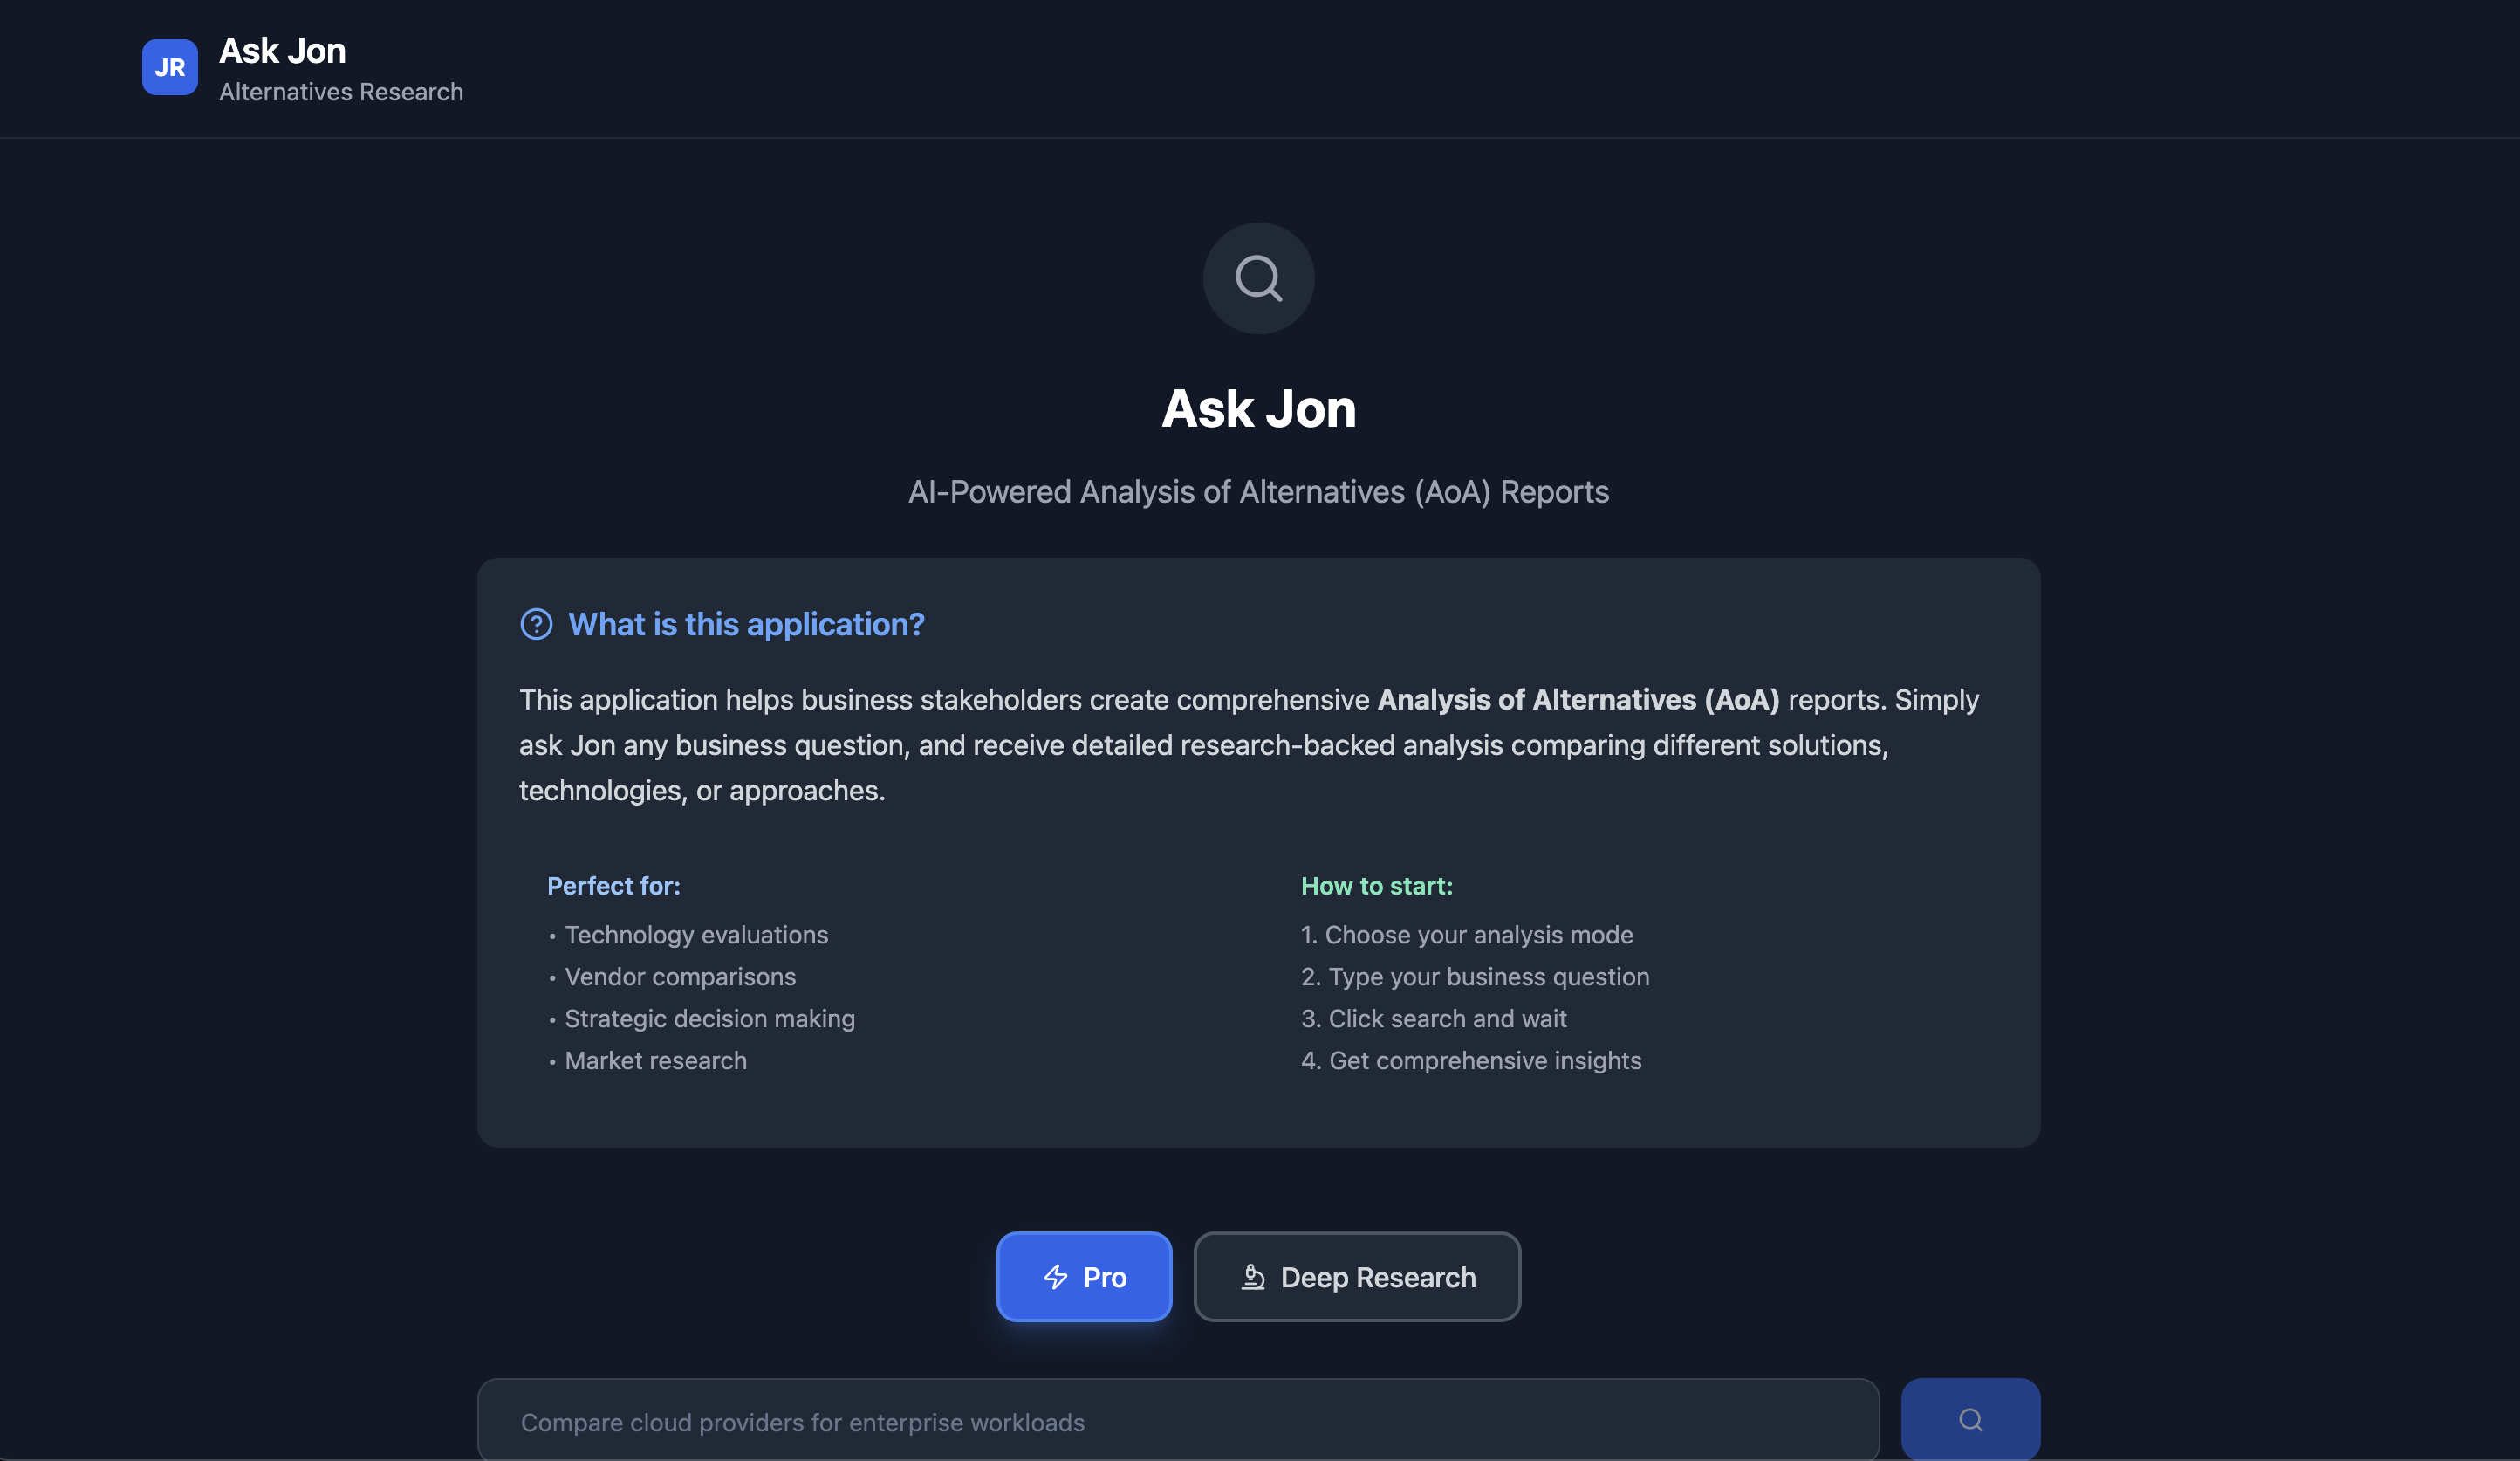 JR
Ask Jon
Alternatives Research
Ask Jon
AI-Powered Analysis of Alternatives (AoA) Reports
What is this application?
This application helps business stakeholders create comprehensive Analysis of Alternatives (AoA) reports. Simply
ask Jon any business question, and receive detailed research-backed analysis comparing different solutions,
technologies, or approaches.
Perfect for:
• Technology evaluations
• Vendor comparisons
• Strategic decision making
• Market research
How to start:
1. Choose your analysis mode
2. Type your business question
3. Click search and wait
4. Get comprehensive insights
Pro
Deep Research
Compare cloud providers for enterprise workloads